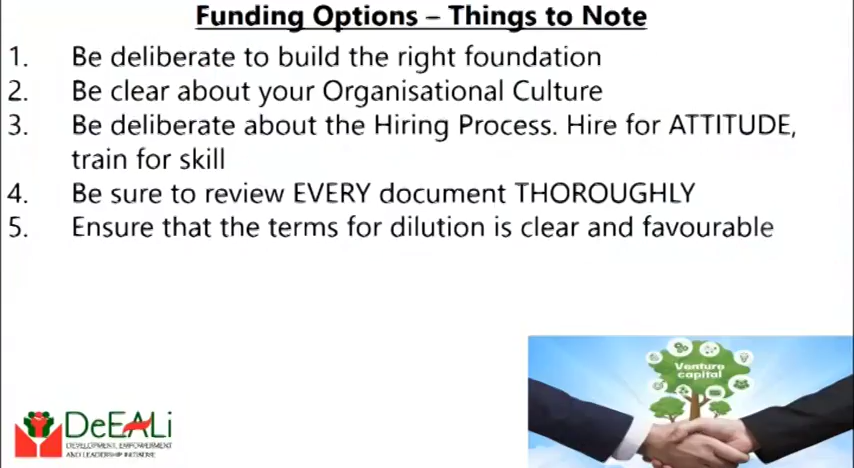 Funding Options – Things to Note
1. Be deliberate to build the right foundation
2. Be clear about your Organisational Culture
3. Be deliberate about the Hiring Process. Hire for ATTITUDE,
train for skill
4. Be sure to review EVERY document THOROUGHLY
5. Ensure that the terms for dilution is clear and favourable
Venture
capital
DeEALi
DEVELOPMENT, EMPOWERMENT
AND LEADERSHIP INITIATIVE